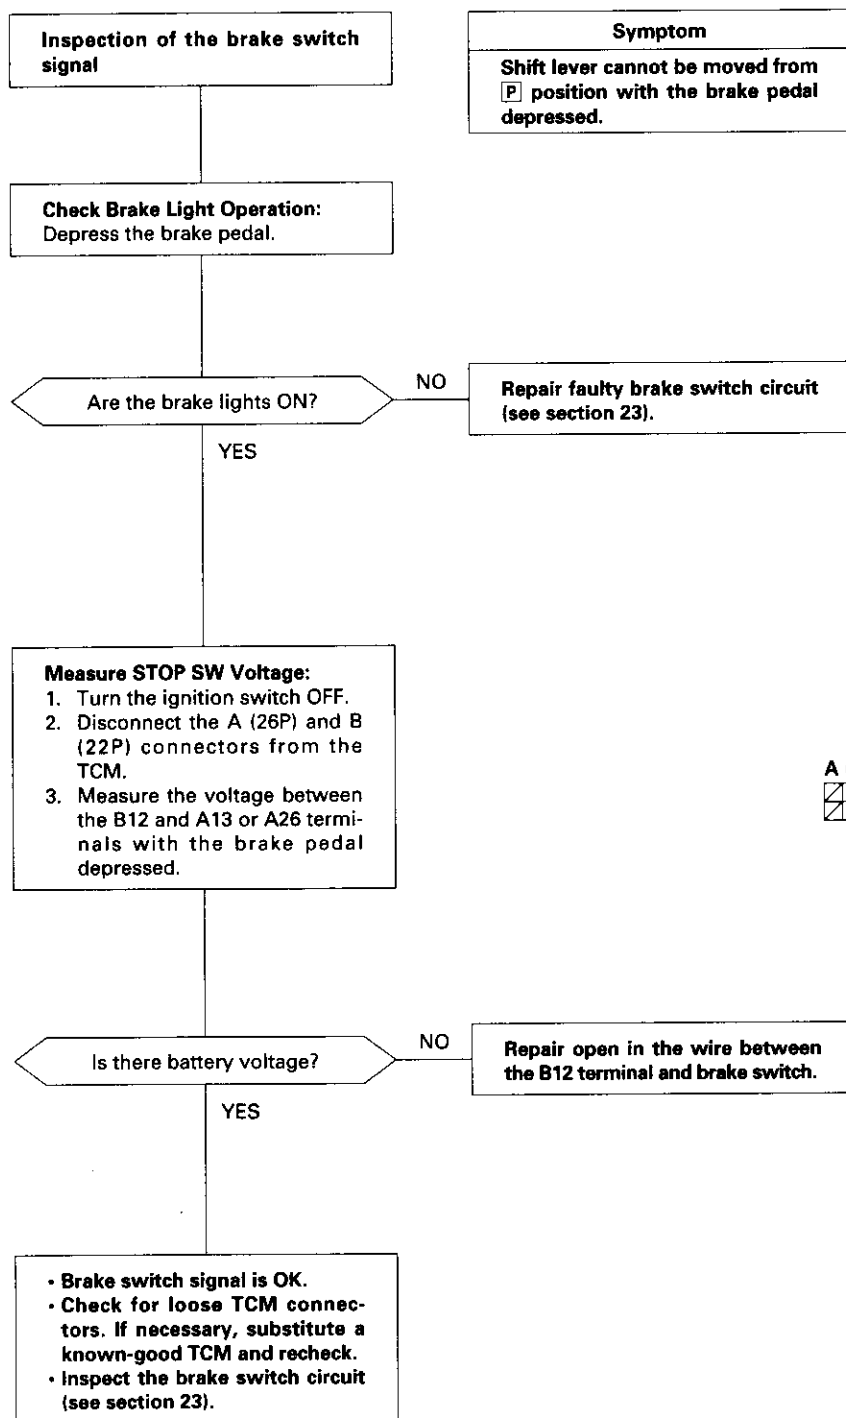 Inspection of the brake switch
signal
Symptom
Shift lever cannot be moved from
P position with the brake pedal
depressed.
Check Brake Light Operation:
Depress the brake pedal.
Are the brake lights ON?
NO
Repair faulty brake switch circuit
(see section 23).
YES
Measure STOP SW Voltage:
1. Turn the ignition switch OFF.
2. Disconnect the A (26P) and B
(22P) connectors from the
TCM.
3. Measure the voltage between
the B12 and A13 or A26 termi-
nals with the brake pedal
depressed.
A
Is there battery voltage?
NO
Repair open in the wire between
the B12 terminal and brake switch.
YES
• Brake switch signal is OK.
• Check for loose TCM connec-
tors. If necessary, substitute a
known-good TCM and recheck.
• Inspect the brake switch circuit
(see section 23).